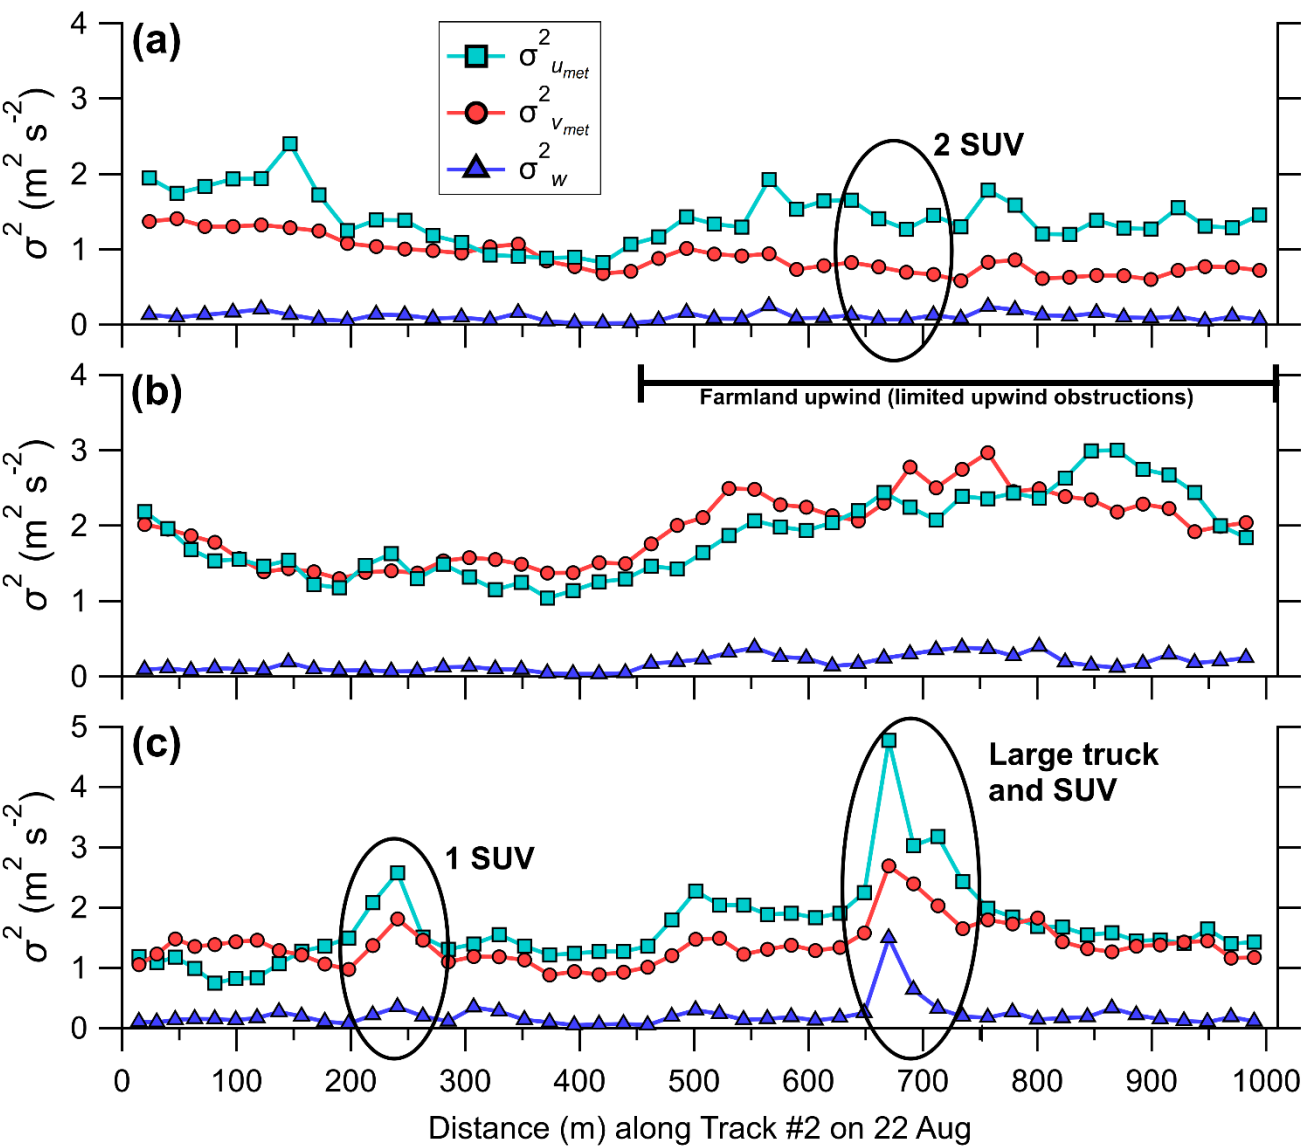 (a)
4
3
2
1
0
σ² (m² s⁻²)
σ²u_met
σ²v_met
σ²w
2 SUV
(b)
4
3
2
1
0
σ² (m² s⁻²)
Farmland upwind (limited upwind obstructions)
(c)
5
4
3
2
1
0
σ² (m² s⁻²)
1 SUV
Large truck
and SUV
0 100 200 300 400 500 600 700 800 900 1000
Distance (m) along Track #2 on 22 Aug